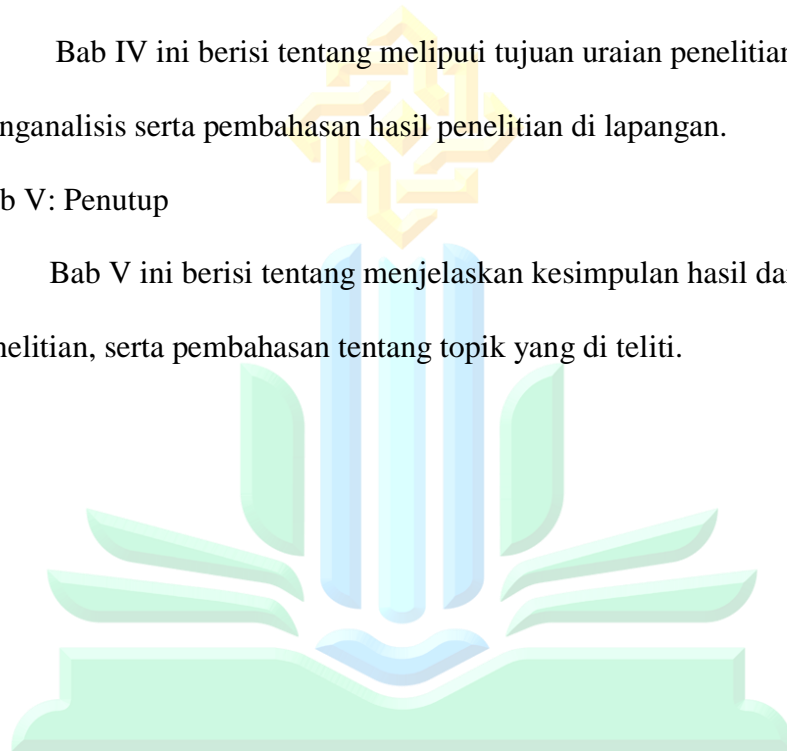 Bab IV ini berisi tentang meliputi tujuan uraian penelitian
nganalisis serta pembahasan hasil penelitian di lapangan.
b V: Penutup
Bab V ini berisi tentang menjelaskan kesimpulan hasil da
nelitian, serta pembahasan tentang topik yang di teliti.